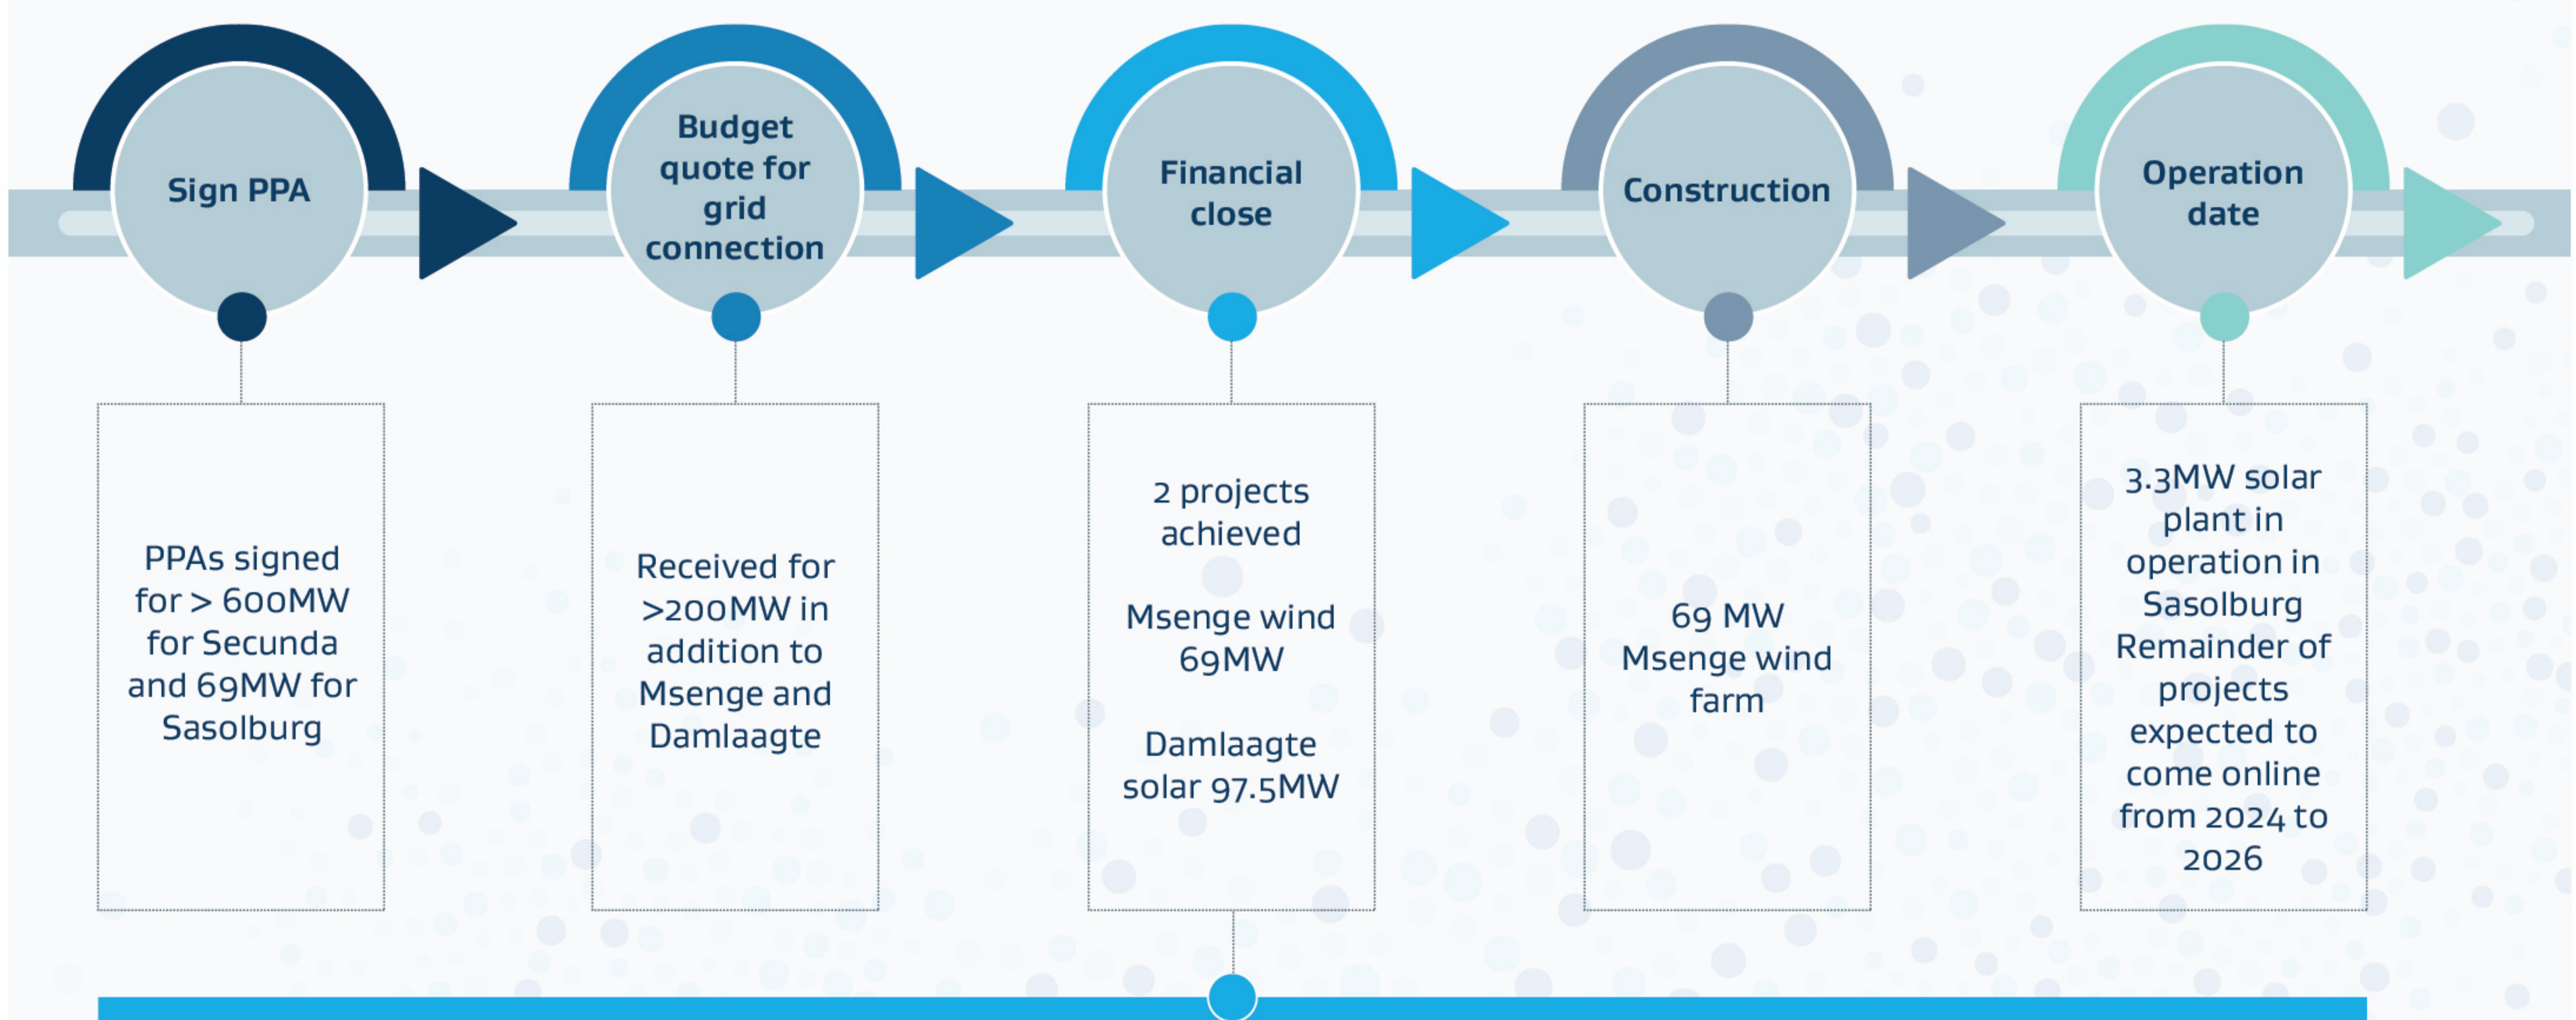 Sign PPA
Budget
quote for
grid
connection
Financial
close
Construction
Operation
date
PPAs signed
for > 600MW
for Secunda
and 69MW for
Sasolburg
Received for
>200MW in
addition to
Msenge and
Damlaagte
2 projects
achieved
Msenge wind
69MW
Damlaagte
solar 97.5MW
69 MW
Msenge wind
farm
3.3MW solar
plant in
operation in
Sasolburg
Remainder of
projects
expected to
come online
from 2024 to
2026